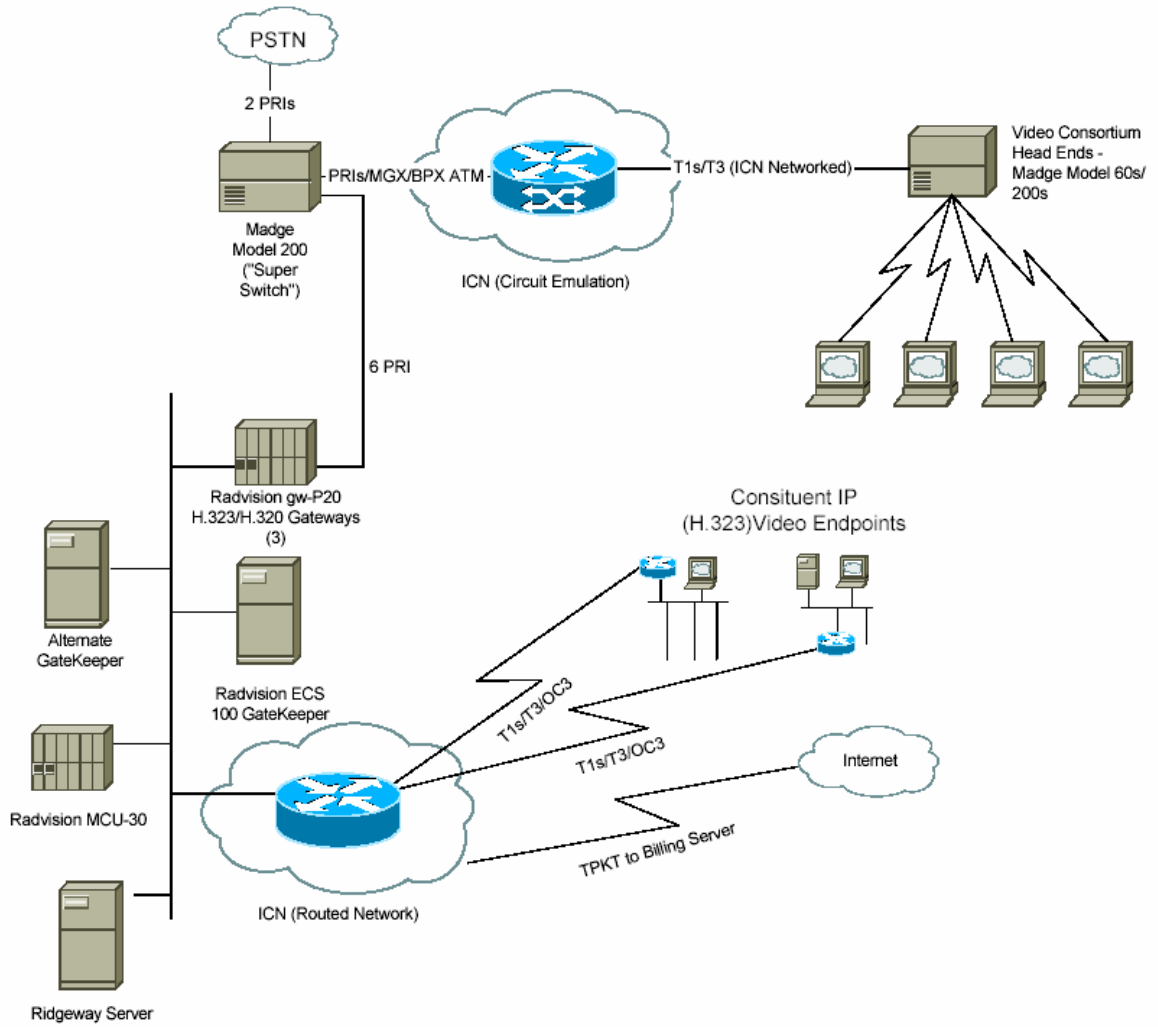 PSTN
2 PRIs
Madge
Model 200
("Super
Switch")
PRIs/MGX/BPX ATM
ICN (Circuit Emulation)
T1s/T3 (ICN Networked)
Video Consortium
Head Ends -
Madge Model 60s/
200s
6 PRI
Radvision gw-P20
H.323/H.320 Gateways
(3)
Alternate
GateKeeper
Radvision ECS
100 GateKeeper
Radvision MCU-30
Ridgeway Server
ICN (Routed Network)
Consituent IP
(H.323)Video Endpoints
T1s/T3/OC3
T1s/T3/OC3
Internet
TPKT to Billing Server